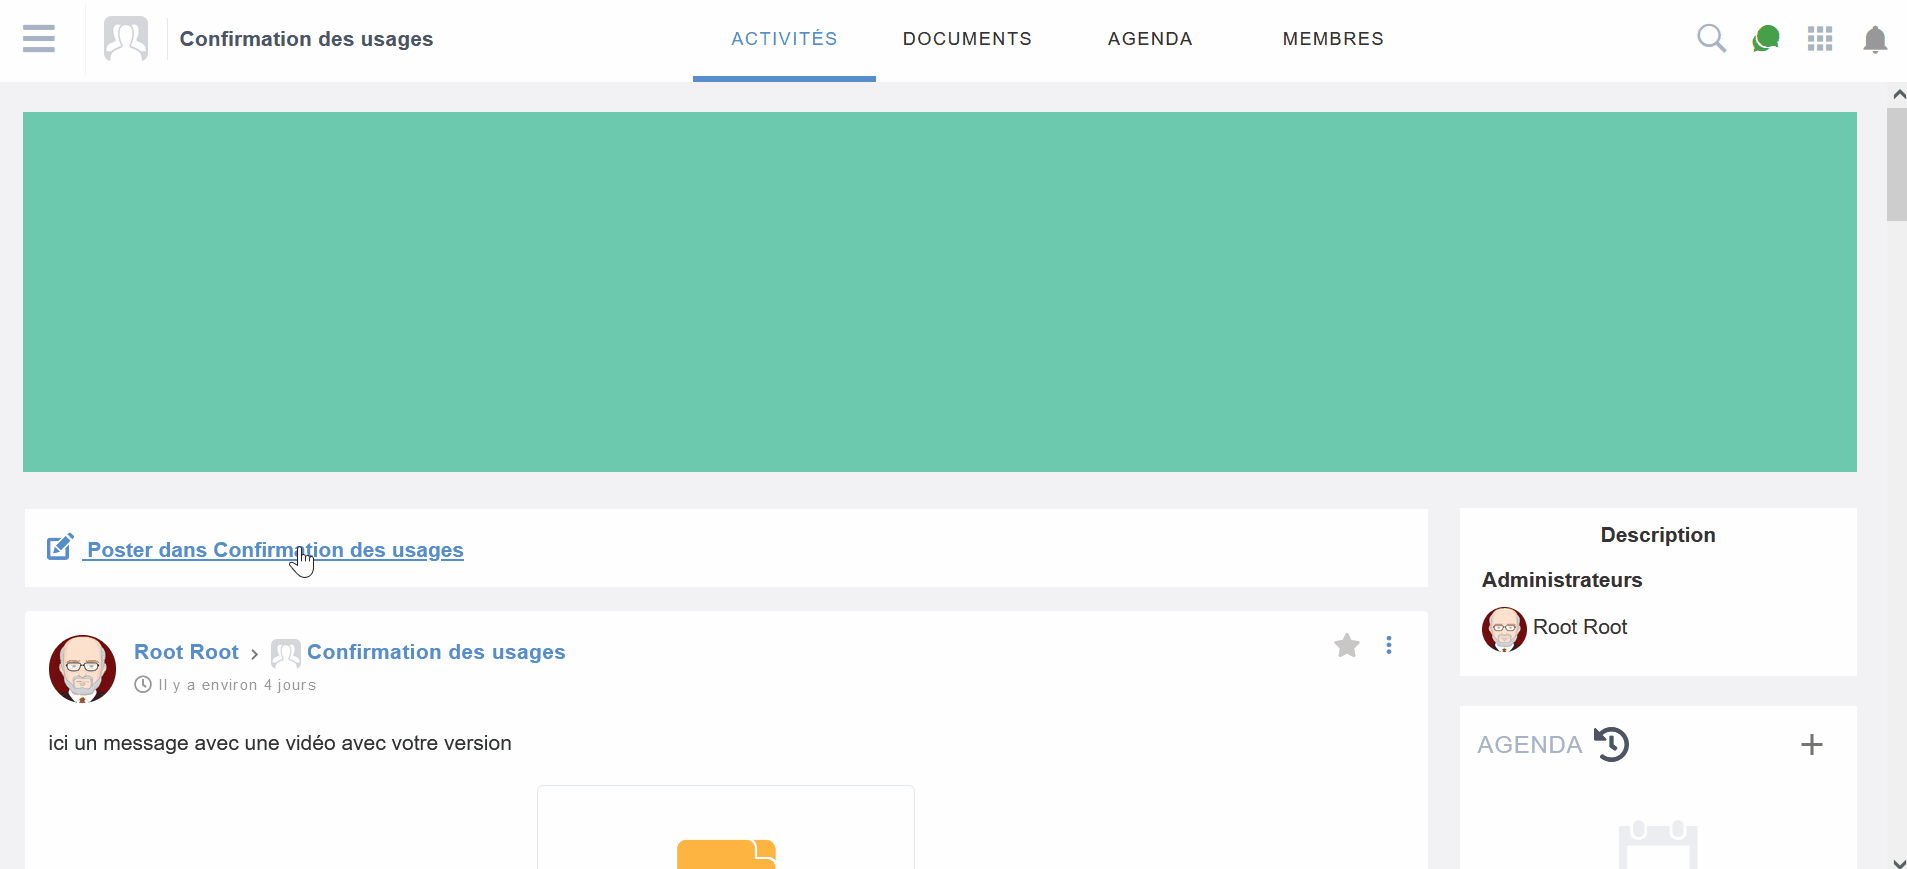 Confirmation des usages
ACTIVITÉS
DOCUMENTS
AGENDA
MEMBRES
Poster dans Confirmation des usages
Root Root > Confirmation des usages
Il y a environ 4 jours
ici un message avec une vidéo avec votre version
Description
Administrateurs
Root Root
AGENDA